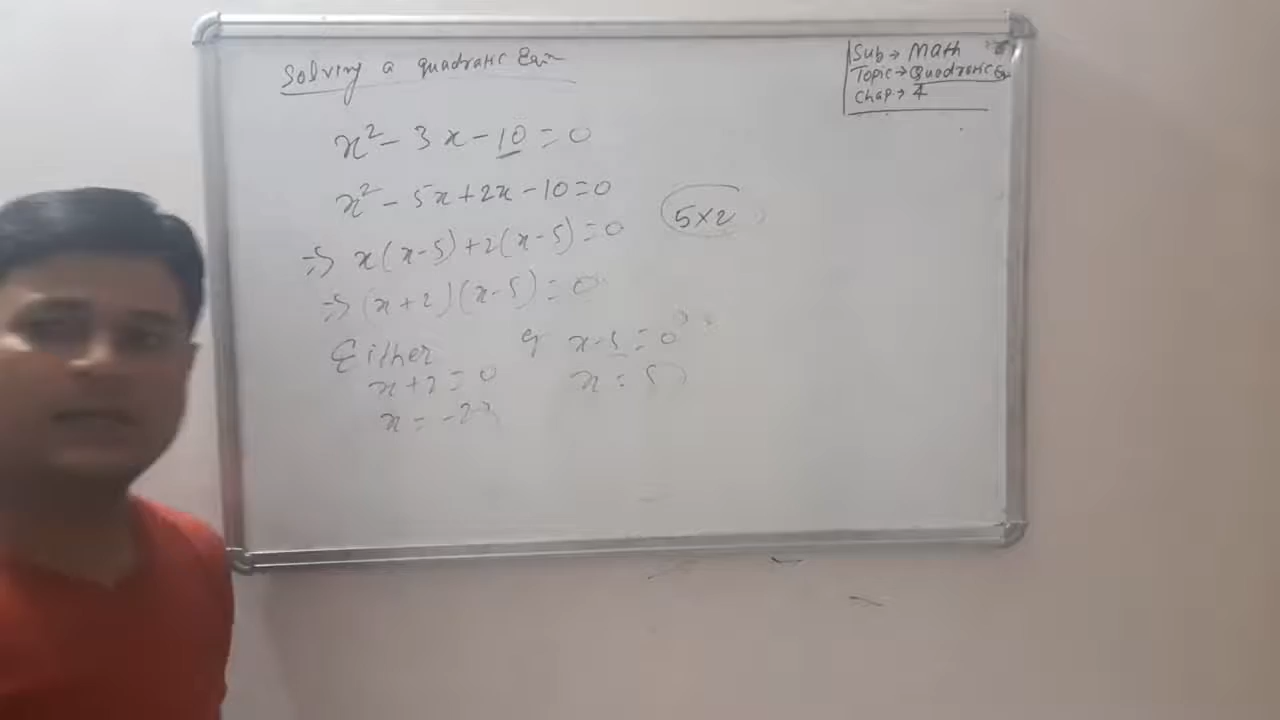 Solving a quadratic Eqn
Sub → Math
Topic → Quadratic Eq
Chap → 4
x² - 3x - 10 = 0
x² - 5x + 2x - 10 = 0
5×2
⇒ x(x-5) + 2(x-5) = 0
⇒ (x+2)(x-5) = 0
Either
x+2 = 0
x = -2
x-5 = 0
x = 5